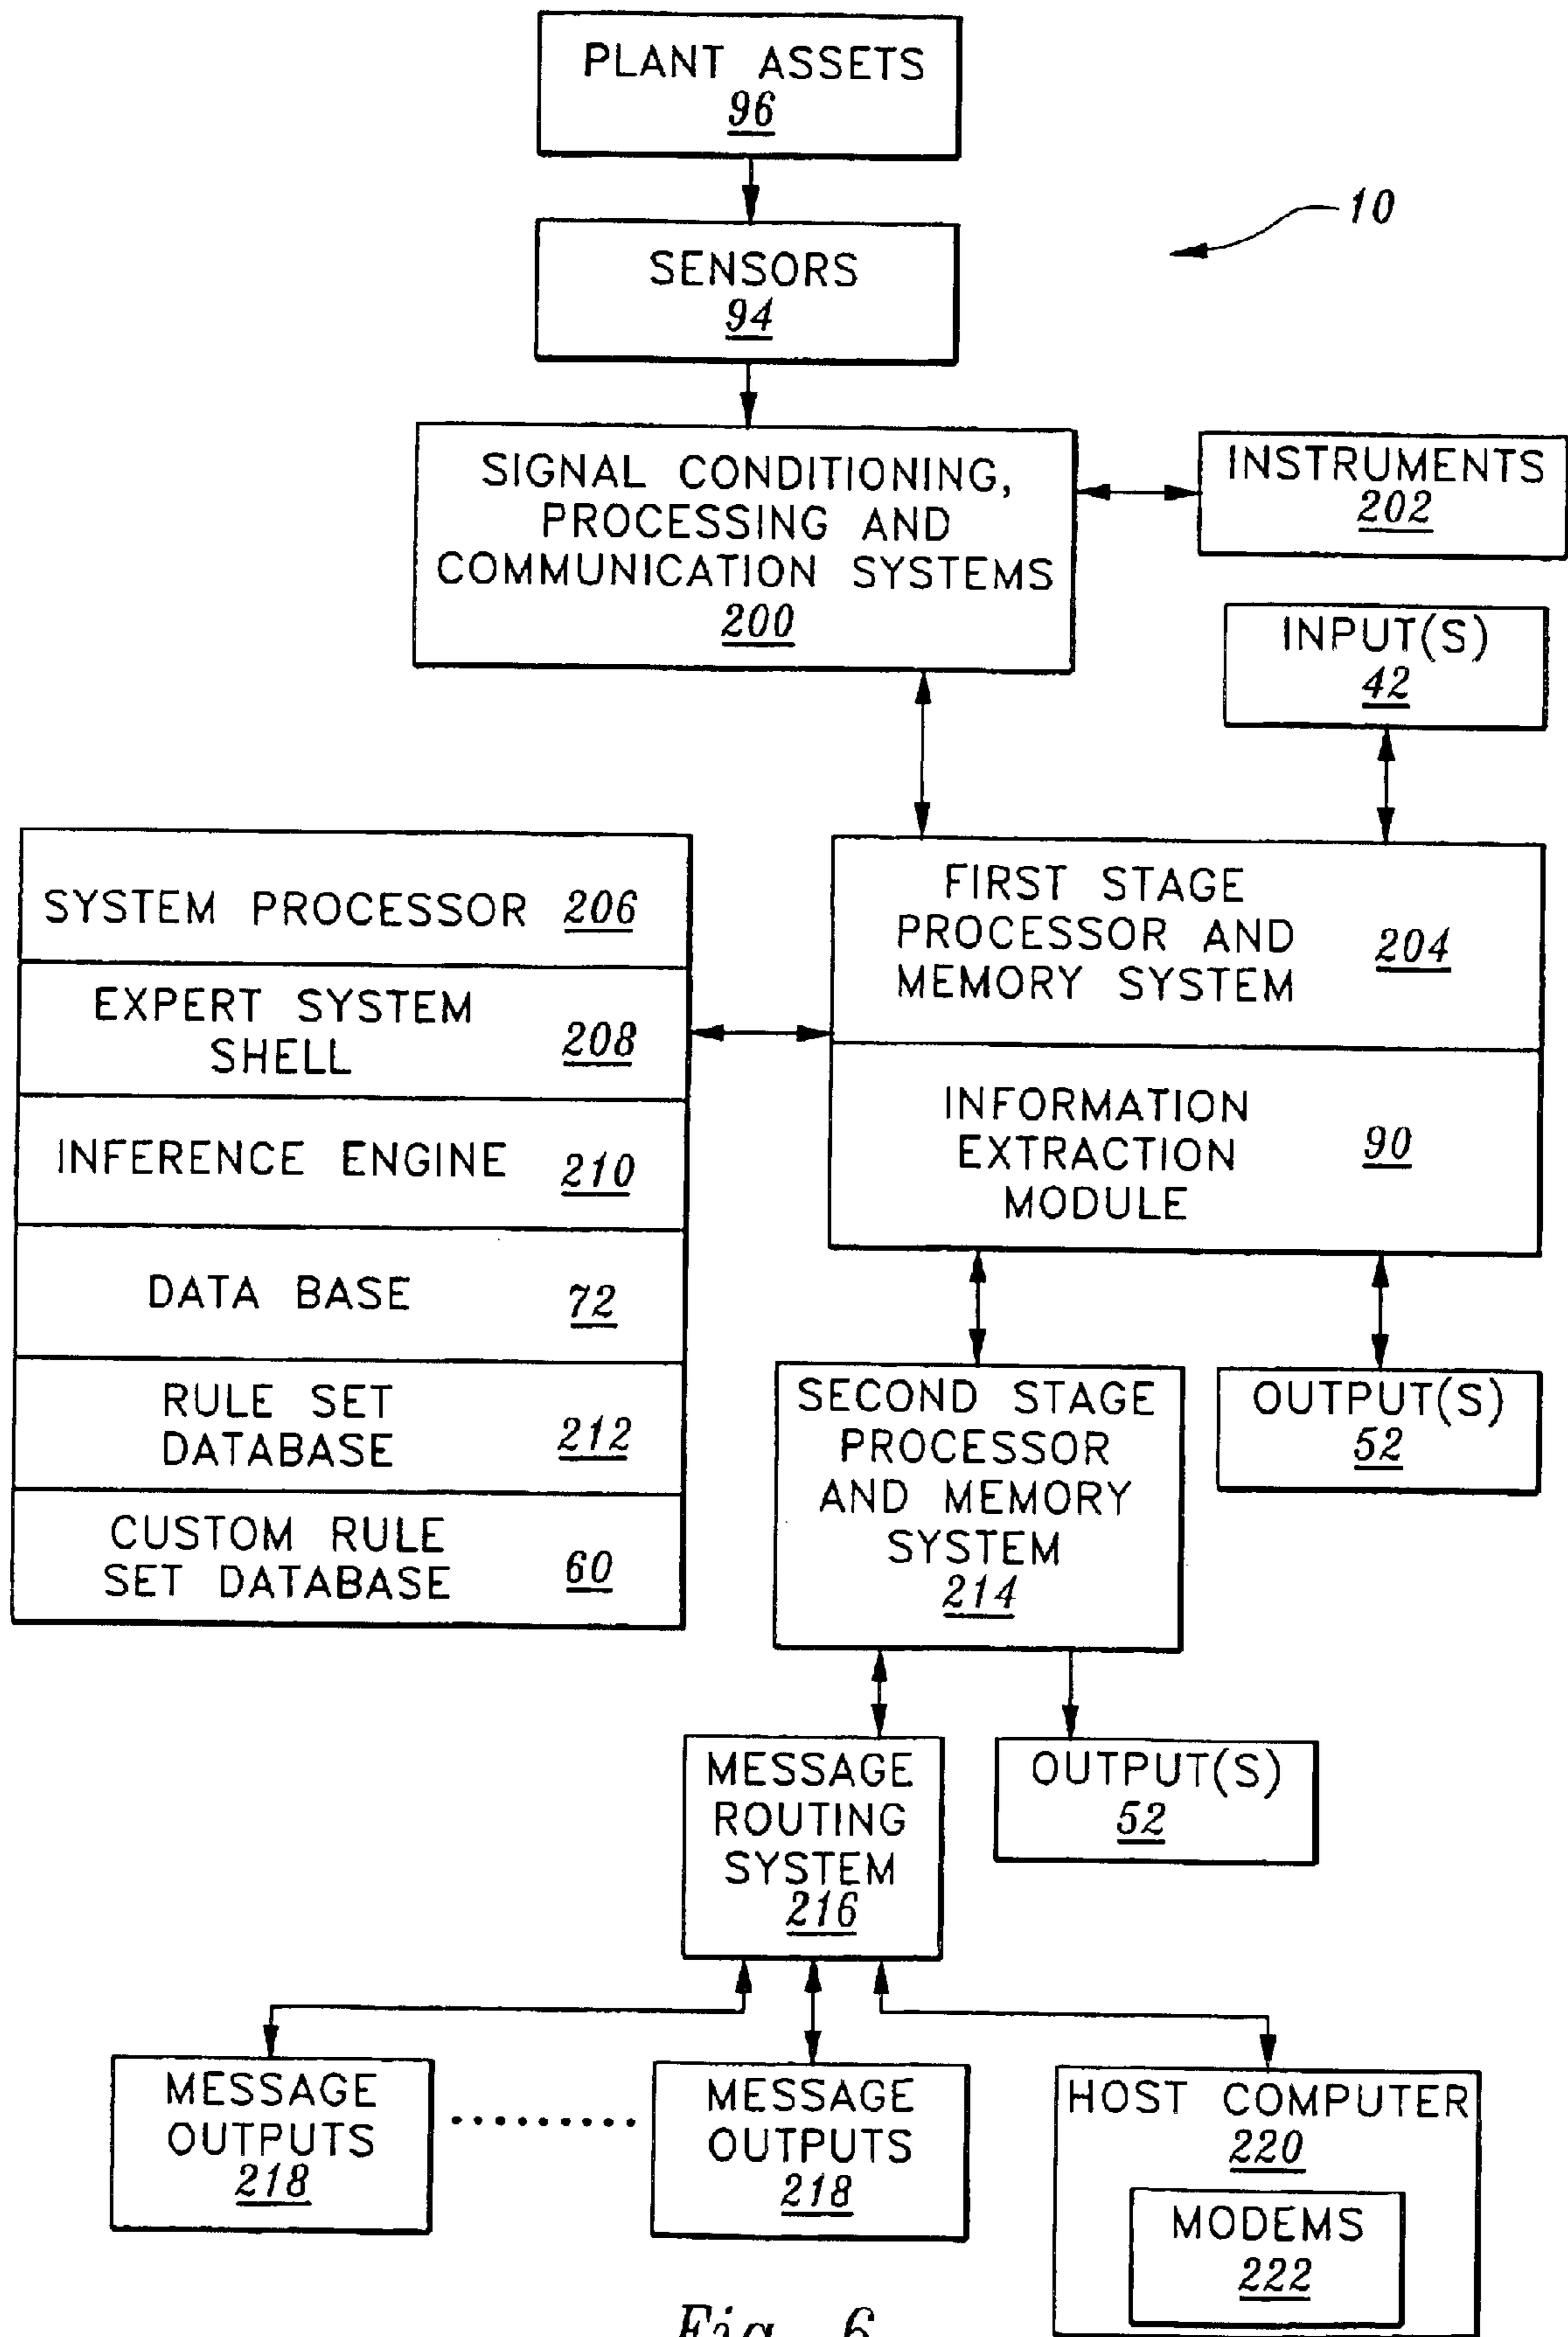 PLANT ASSETS
96
10
SENSORS
94
SIGNAL CONDITIONING,
PROCESSING AND
COMMUNICATION SYSTEMS
200
INSTRUMENTS
202
INPUT(S)
42
SYSTEM PROCESSOR 206
EXPERT SYSTEM
SHELL
208
INFERENCE ENGINE 210
DATA BASE 72
RULE SET
DATABASE
212
CUSTOM RULE
SET DATABASE
60
FIRST STAGE
PROCESSOR AND
MEMORY SYSTEM
204
INFORMATION
EXTRACTION
MODULE
90
SECOND STAGE
PROCESSOR
AND MEMORY
SYSTEM
214
OUTPUT(S)
52
MESSAGE
ROUTING
SYSTEM
216
OUTPUT(S)
52
MESSAGE
OUTPUTS
218
.........
MESSAGE
OUTPUTS
218
HOST COMPUTER
220
MODEMS
222
Fig. 6